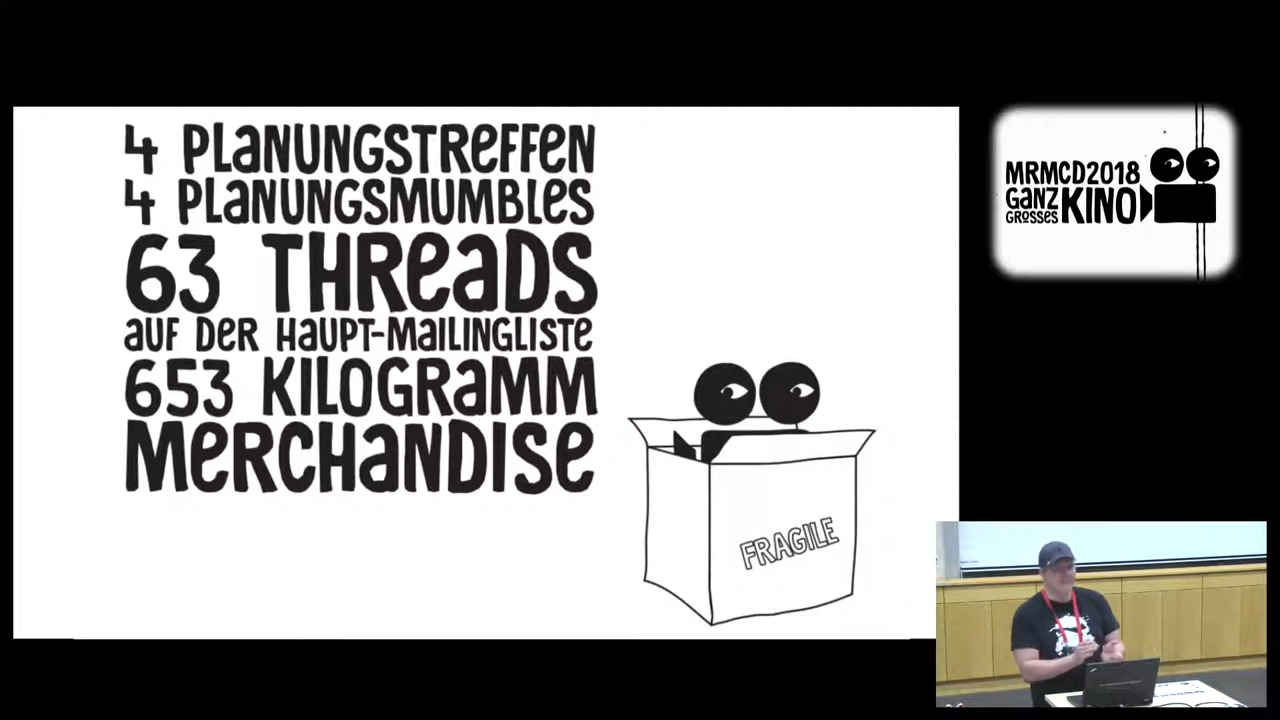 4 PLANUNGSTREFFEN
4 PLANUNGSMUMBLES
63 THREADS
AUF DER HAUPT-MAILINGLISTE
653 KILOGRAMM
MERCHANDISE
FRAGILE
MRMCD2018
GANZ
GROSSES
KINO